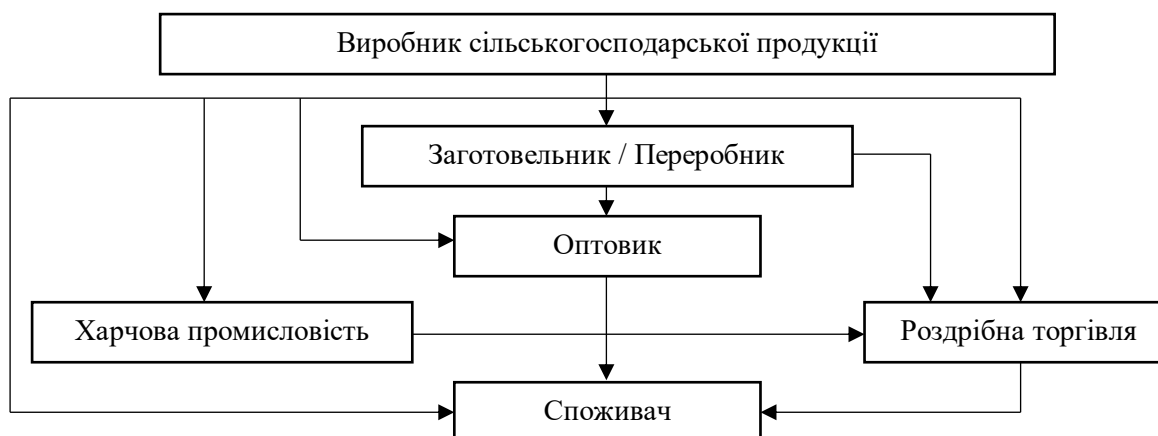 Виробник сільськогосподарської продукції
Заготовельник / Переробник
Оптовик
Харчова промисловість
Роздрібна торгівля
Споживач